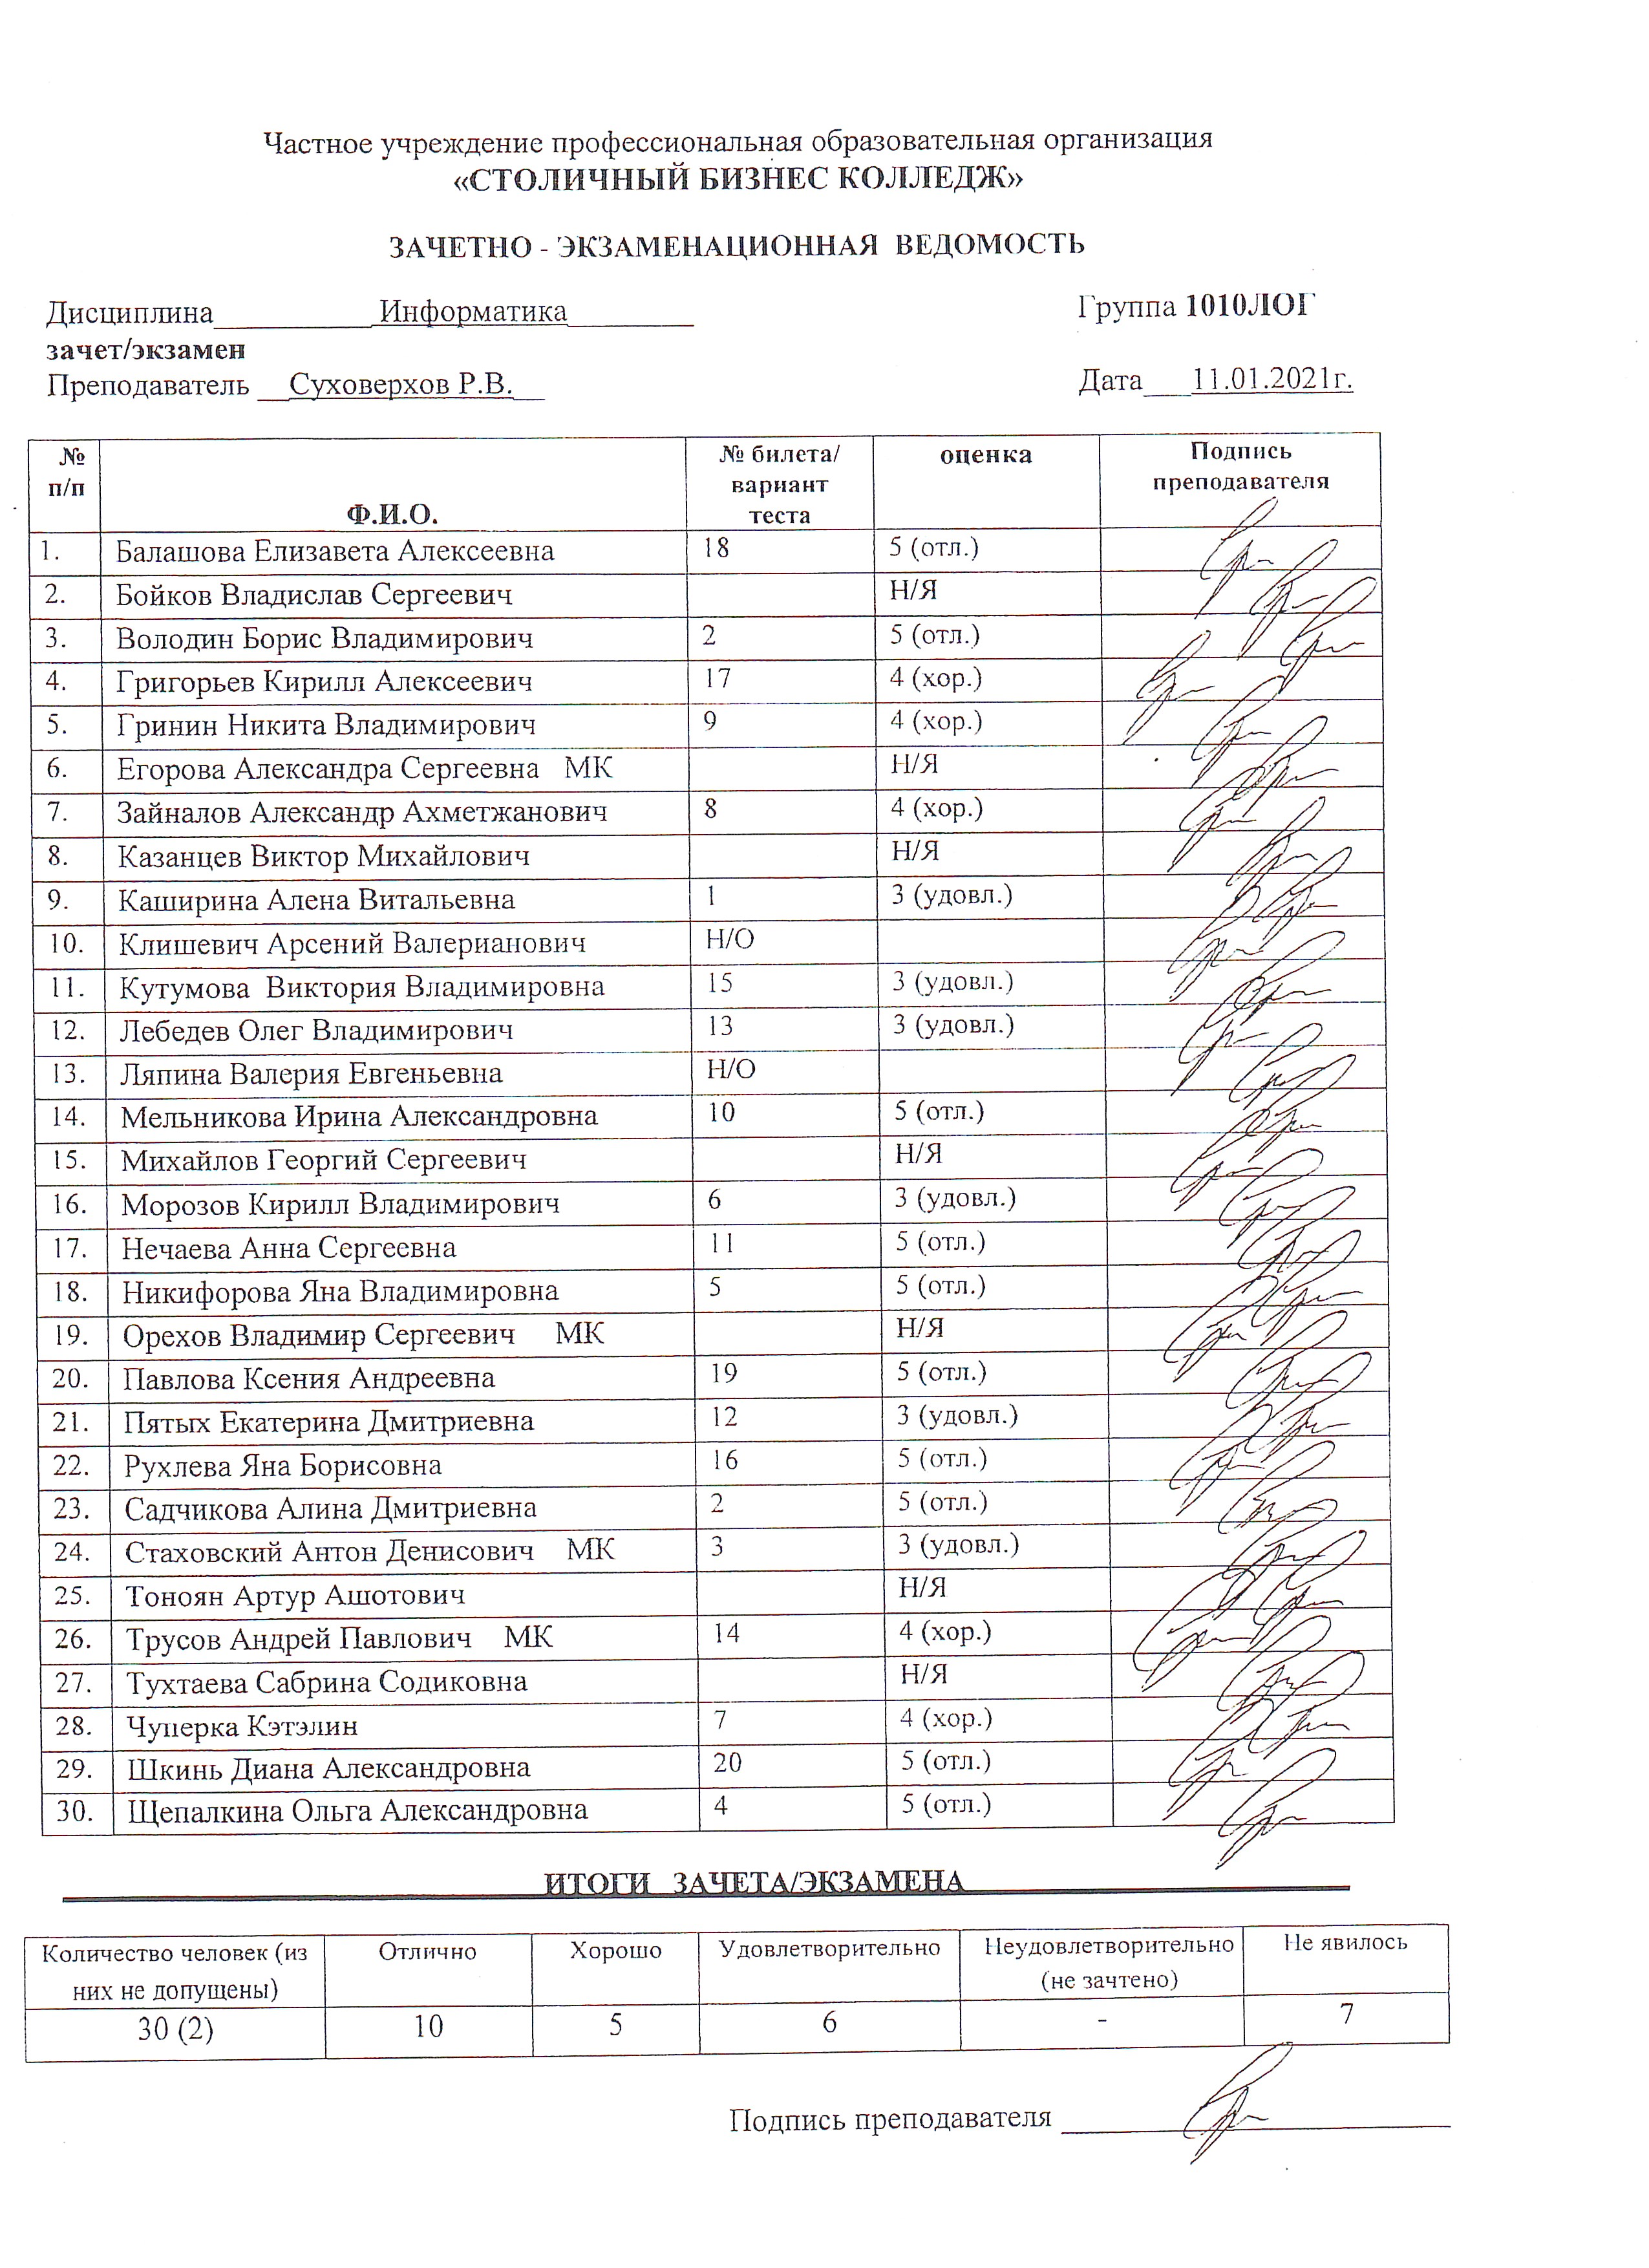 Частное учреждение профессиональная образовательная организация
«СТОЛИЧНЫЙ БИЗНЕС КОЛЛЕДЖ»
ЗАЧЕТНО - ЭКЗАМЕНАЦИОННАЯ ВЕДОМОСТЬ
Дисциплина__________Информатика________ Группа 1010ЛОГ
зачет/экзамен
Преподаватель __Суховерхов Р.В.__ Дата___11.01.2021г.
№ п/п Ф.И.О. № билета/ вариант теста оценка Подпись преподавателя
1. Балашова Елизавета Алексеевна 18 5 (отл.)
2. Бойков Владислав Сергеевич Н/Я
3. Володин Борис Владимирович 2 5 (отл.)
4. Григорьев Кирилл Алексеевич 17 4 (хор.)
5. Гринин Никита Владимирович 9 4 (хор.)
6. Егорова Александра Сергеевна МК Н/Я
7. Зайналов Александр Ахметжанович 8 4 (хор.)
8. Казанцев Виктор Михайлович Н/Я
9. Каширина Алена Витальевна 1 3 (удовл.)
10. Клишевич Арсений Валерианович Н/О
11. Кутумова Виктория Владимировна 15 3 (удовл.)
12. Лебедев Олег Владимирович 13 3 (удовл.)
13. Ляпина Валерия Евгеньевна Н/О
14. Мельникова Ирина Александровна 10 5 (отл.)
15. Михайлов Георгий Сергеевич Н/Я
16. Морозов Кирилл Владимирович 6 3 (удовл.)
17. Нечаева Анна Сергеевна 11 5 (отл.)
18. Никифорова Яна Владимировна 5 5 (отл.)
19. Орехов Владимир Сергеевич МК Н/Я
20. Павлова Ксения Андреевна 19 5 (отл.)
21. Пятых Екатерина Дмитриевна 12 3 (удовл.)
22. Рухлева Яна Борисовна 16 5 (отл.)
23. Садчикова Алина Дмитриевна 2 5 (отл.)
24. Стаховский Антон Денисович МК 3 3 (удовл.)
25. Тоноян Артур Ашотович Н/Я
26. Трусов Андрей Павлович МК 14 4 (хор.)
27. Тухтаева Сабрина Содиковна Н/Я
28. Чуперка Кэтэлин 7 4 (хор.)
29. Шкинь Диана Александровна 20 5 (отл.)
30. Щепалкина Ольга Александровна 4 5 (отл.)
ИТОГИ ЗАЧЕТА/ЭКЗАМЕНА
Количество человек (из Отлично Хорошо Удовлетворительно Неудовлетворительно Не явилось
них не допущены) (не зачтено)
30 (2) 10 5 6 - 7
Подпись преподавателя